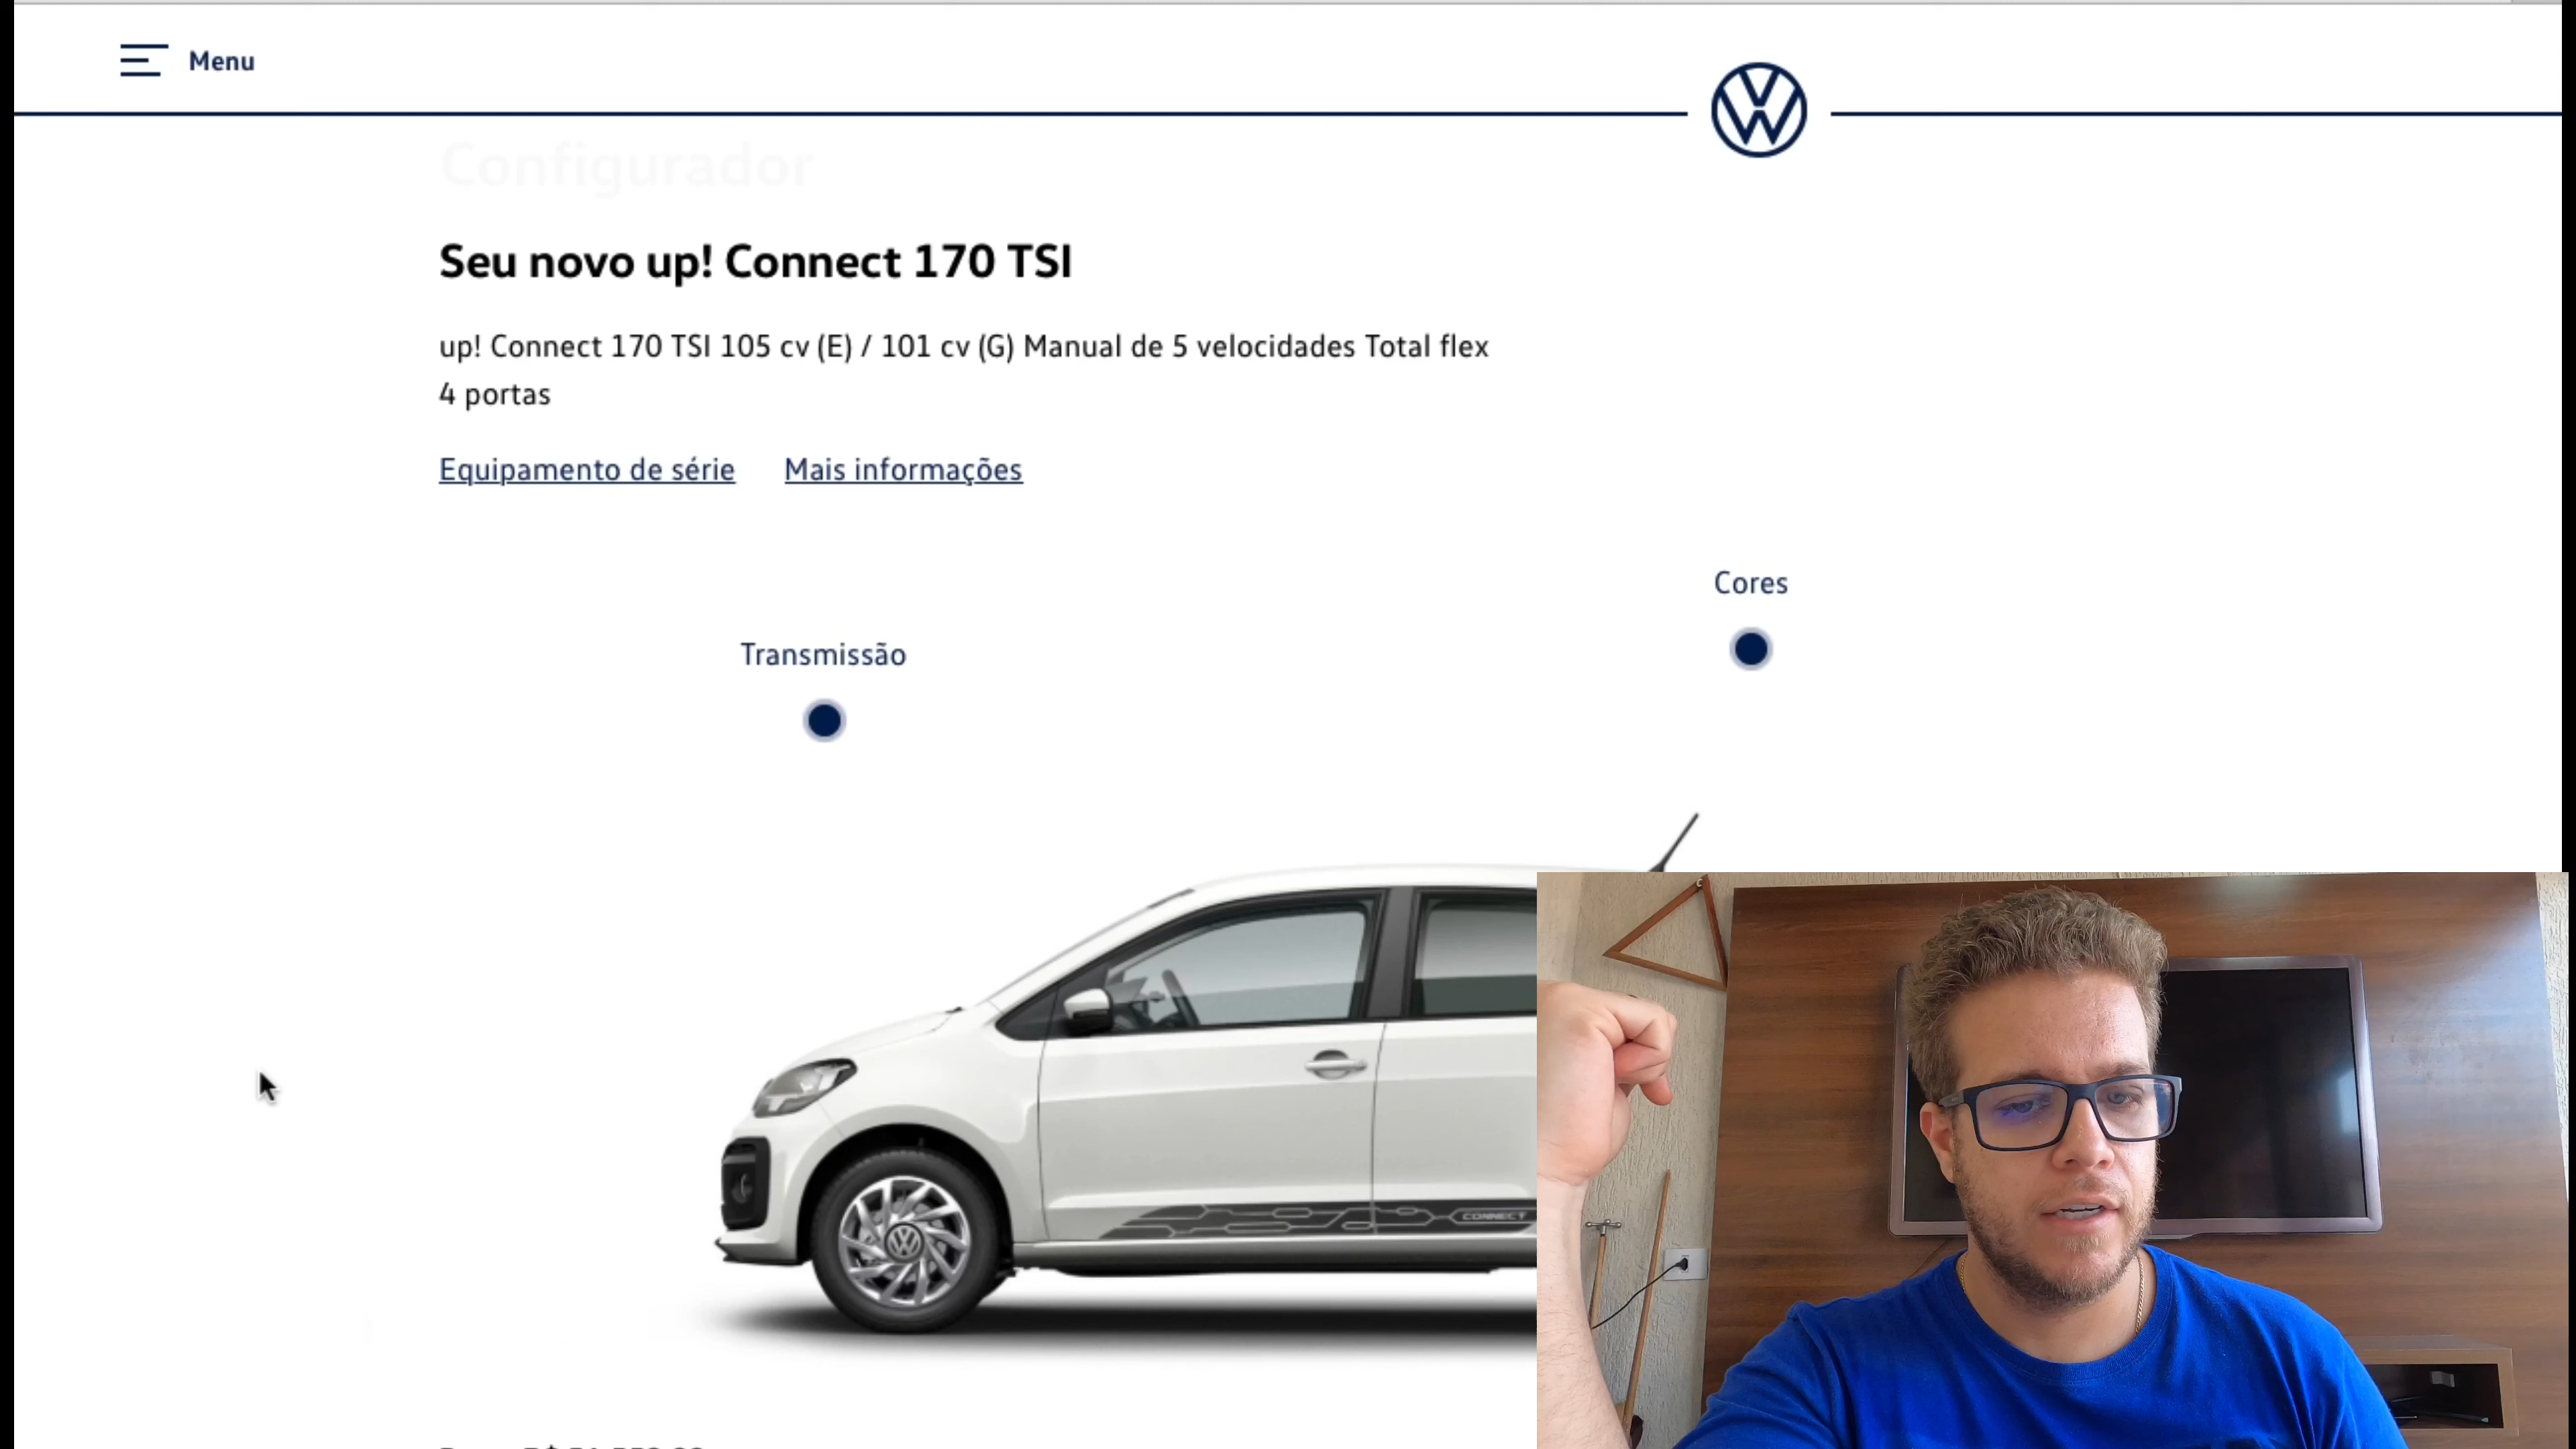 Menu
Configurador
Seu novo up! Connect 170 TSI
up! Connect 170 TSI 105 cv (E) / 101 cv (G) Manual de 5 velocidades Total flex
4 portas
Equipamento de série Mais informações
Cores
Transmissão
CONNECT